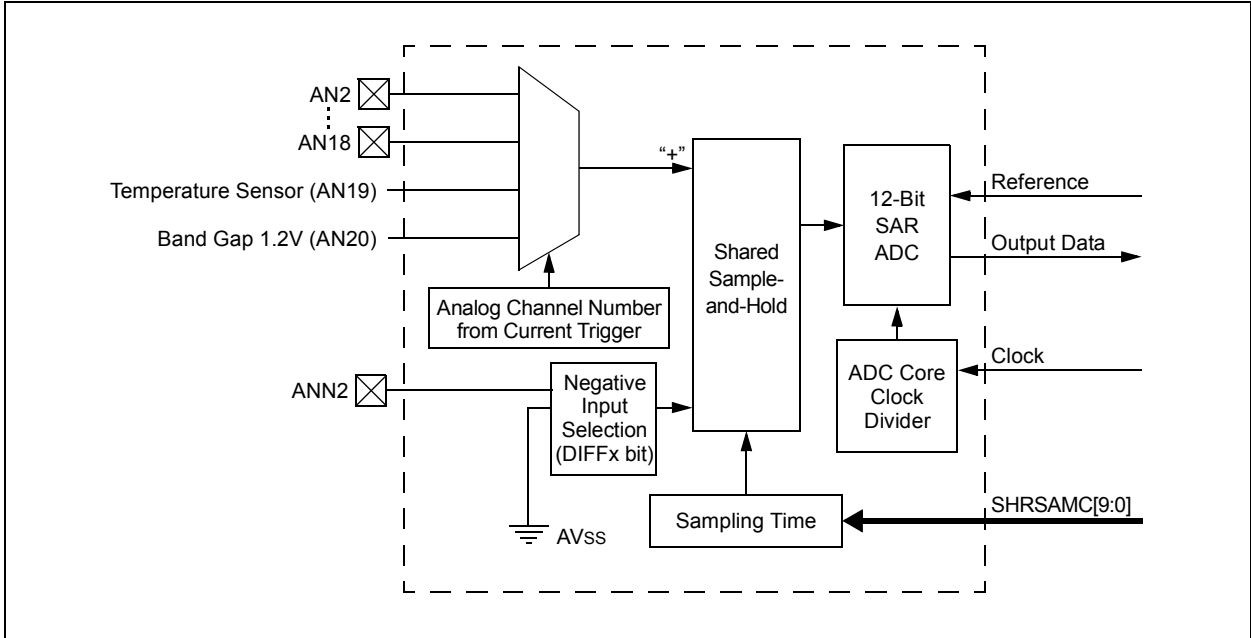 AN2
AN18
Temperature Sensor (AN19)
Band Gap 1.2V (AN20)
Analog Channel Number
from Current Trigger
ANN2
Negative
Input
Selection
(DIFFx bit)
AVSS
“+”
Shared
Sample-
and-Hold
Sampling Time
12-Bit
SAR
ADC
ADC Core
Clock
Divider
Reference
Output Data
Clock
SHRSAMC[9:0]